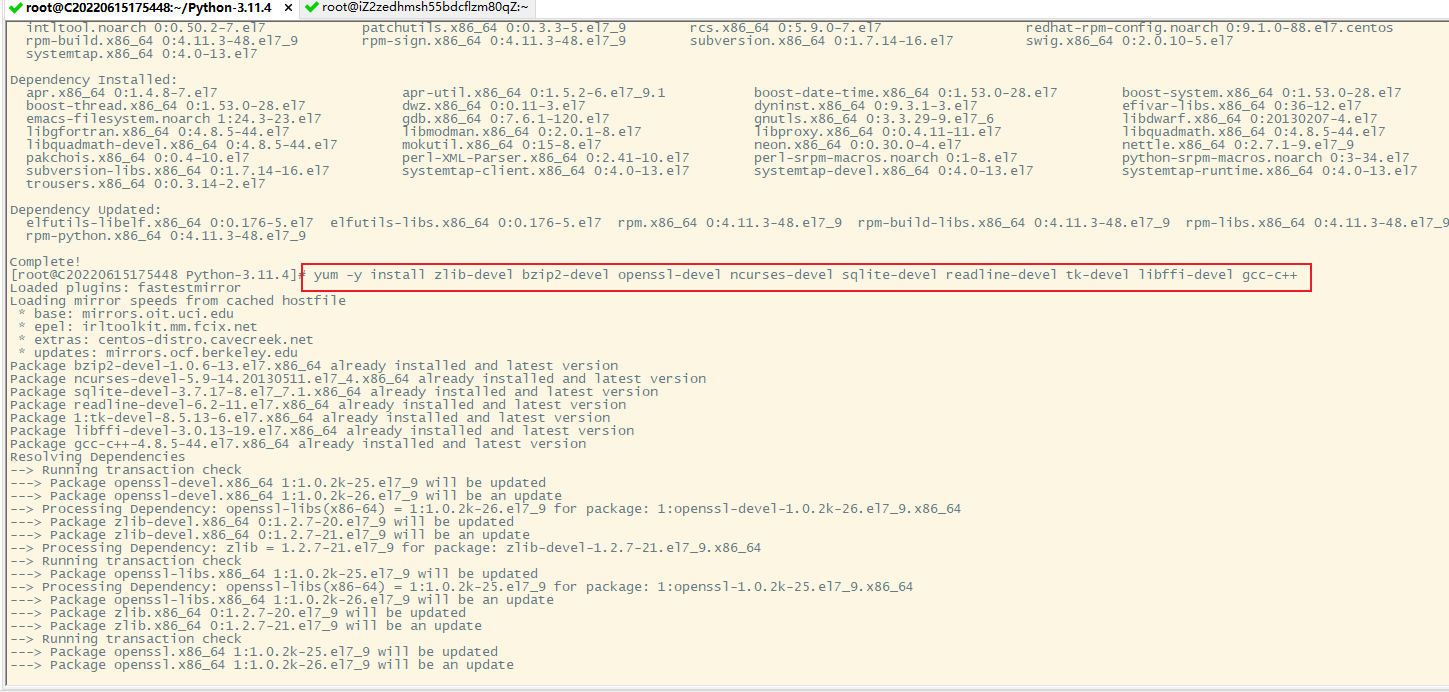 root@C20220615175448:~/Python-3.11.4 × root@iZ2zedhmsh55bdcflzm80qZ:~
intltool.noarch 0:0.50.2-7.el7 patchutils.x86_64 0:0.3.3-5.el7_9 rcs.x86_64 0:5.9.0-7.el7 redhat-rpm-config.noarch 0:9.1.0-88.el7.centos
rpm-build.x86_64 0:4.11.3-48.el7_9 rpm-sign.x86_64 0:4.11.3-48.el7_9 subversion.x86_64 0:1.7.14-16.el7 swig.x86_64 0:2.0.10-5.el7
systemtap.x86_64 0:4.0-13.el7
Dependency Installed:
apr.x86_64 0:1.4.8-7.el7 apr-util.x86_64 0:1.5.2-6.el7_9.1 boost-date-time.x86_64 0:1.53.0-28.el7 boost-system.x86_64 0:1.53.0-28.el7
boost-thread.x86_64 0:1.53.0-28.el7 dwz.x86_64 0:0.11-3.el7 dyninst.x86_64 0:9.3.1-3.el7 efivar-libs.x86_64 0:36-12.el7
emacs-filesystem.noarch 1:24.3-23.el7 gdb.x86_64 0:7.6.1-120.el7 gnutls.x86_64 0:3.3.29-9.el7_6 libdwarf.x86_64 0:20130207-4.el7
libgfortran.x86_64 0:4.8.5-44.el7 libmodman.x86_64 0:2.0.1-8.el7 libproxy.x86_64 0:0.4.11-11.el7 libquadmath.x86_64 0:4.8.5-44.el7
libquadmath-devel.x86_64 0:4.8.5-44.el7 mokutil.x86_64 0:15-8.el7 neon.x86_64 0:0.30.0-4.el7 nettle.x86_64 0:2.7.1-9.el7_9
pakchois.x86_64 0:0.4-10.el7 perl-XML-Parser.x86_64 0:2.41-10.el7 perl-srpm-macros.noarch 0:1-8.el7 python-srpm-macros.noarch 0:3-34.el7
subversion-libs.x86_64 0:1.7.14-16.el7 systemtap-client.x86_64 0:4.0-13.el7 systemtap-devel.x86_64 0:4.0-13.el7 systemtap-runtime.x86_64 0:4.0-13.el7
trousers.x86_64 0:0.3.14-2.el7
Dependency Updated:
elfutils-libelf.x86_64 0:0.176-5.el7 elfutils-libs.x86_64 0:0.176-5.el7 rpm.x86_64 0:4.11.3-48.el7_9 rpm-build-libs.x86_64 0:4.11.3-48.el7_9 rpm-libs.x86_64 0:4.11.3-48.el7_9
rpm-python.x86_64 0:4.11.3-48.el7_9
Complete!
[root@C20220615175448 Python-3.11.4]# yum -y install zlib-devel bzip2-devel openssl-devel ncurses-devel sqlite-devel readline-devel tk-devel libffi-devel gcc-c++
Loaded plugins: fastestmirror
Loading mirror speeds from cached hostfile
* base: mirrors.oit.uci.edu
* epel: irltoolkit.mm.fcix.net
* extras: centos-distro.cavecreek.net
* updates: mirrors.ocf.berkeley.edu
Package bzip2-devel-1.0.6-13.el7.x86_64 already installed and latest version
Package ncurses-devel-5.9-14.20130511.el7_4.x86_64 already installed and latest version
Package sqlite-devel-3.7.17-8.el7_7.1.x86_64 already installed and latest version
Package readline-devel-6.2-11.el7.x86_64 already installed and latest version
Package 1:tk-devel-8.5.13-6.el7.x86_64 already installed and latest version
Package libffi-devel-3.0.13-19.el7.x86_64 already installed and latest version
Package gcc-c++-4.8.5-44.el7.x86_64 already installed and latest version
Resolving Dependencies
--> Running transaction check
---> Package openssl-devel.x86_64 1:1.0.2k-25.el7_9 will be updated
---> Package openssl-devel.x86_64 1:1.0.2k-26.el7_9 will be an update
--> Processing Dependency: openssl-libs(x86-64) = 1:1.0.2k-26.el7_9 for package: 1:openssl-devel-1.0.2k-26.el7_9.x86_64
---> Package zlib-devel.x86_64 0:1.2.7-20.el7_9 will be updated
---> Package zlib-devel.x86_64 0:1.2.7-21.el7_9 will be an update
--> Processing Dependency: zlib = 1.2.7-21.el7_9 for package: zlib-devel-1.2.7-21.el7_9.x86_64
--> Running transaction check
---> Package openssl-libs.x86_64 1:1.0.2k-25.el7_9 will be updated
--> Processing Dependency: openssl-libs(x86-64) = 1:1.0.2k-25.el7_9 for package: 1:openssl-1.0.2k-25.el7_9.x86_64
---> Package openssl-libs.x86_64 1:1.0.2k-26.el7_9 will be an update
---> Package zlib.x86_64 0:1.2.7-20.el7_9 will be updated
---> Package zlib.x86_64 0:1.2.7-21.el7_9 will be an update
--> Running transaction check
---> Package openssl.x86_64 1:1.0.2k-25.el7_9 will be updated
---> Package openssl.x86_64 1:1.0.2k-26.el7_9 will be an update